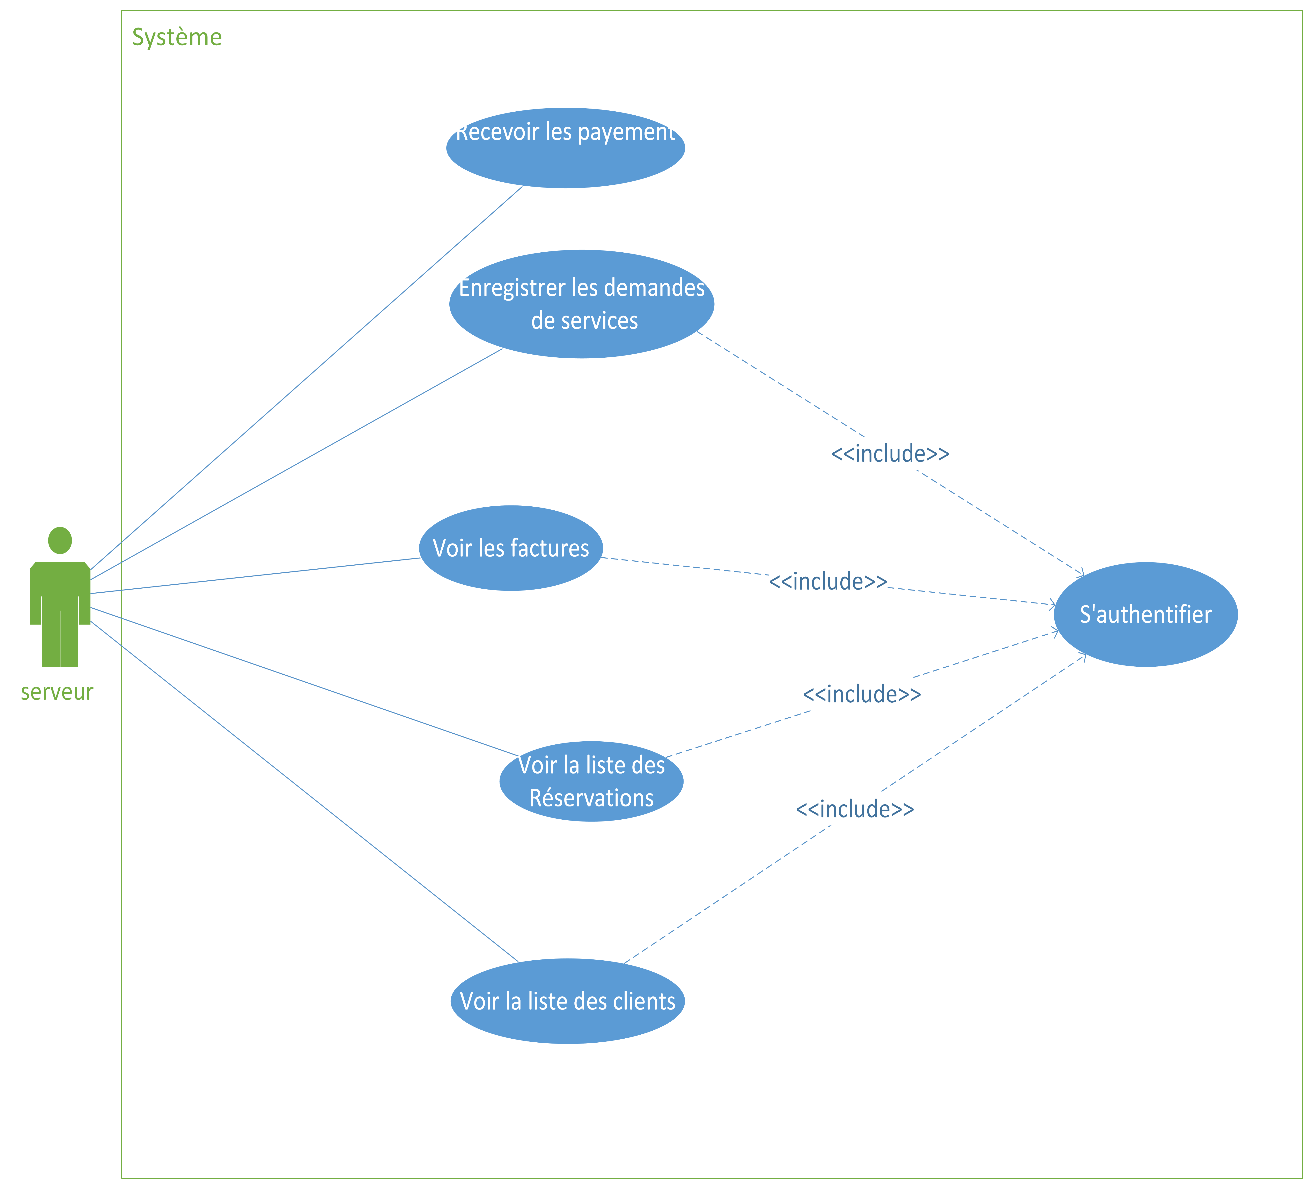 Système
Recevoir les payement
Enregistrer les demandes
de services
<<include>>
Voir les factures
<<include>>
S'authentifier
serveur
<<include>>
Voir la liste des
Réservations
<<include>>
Voir la liste des clients